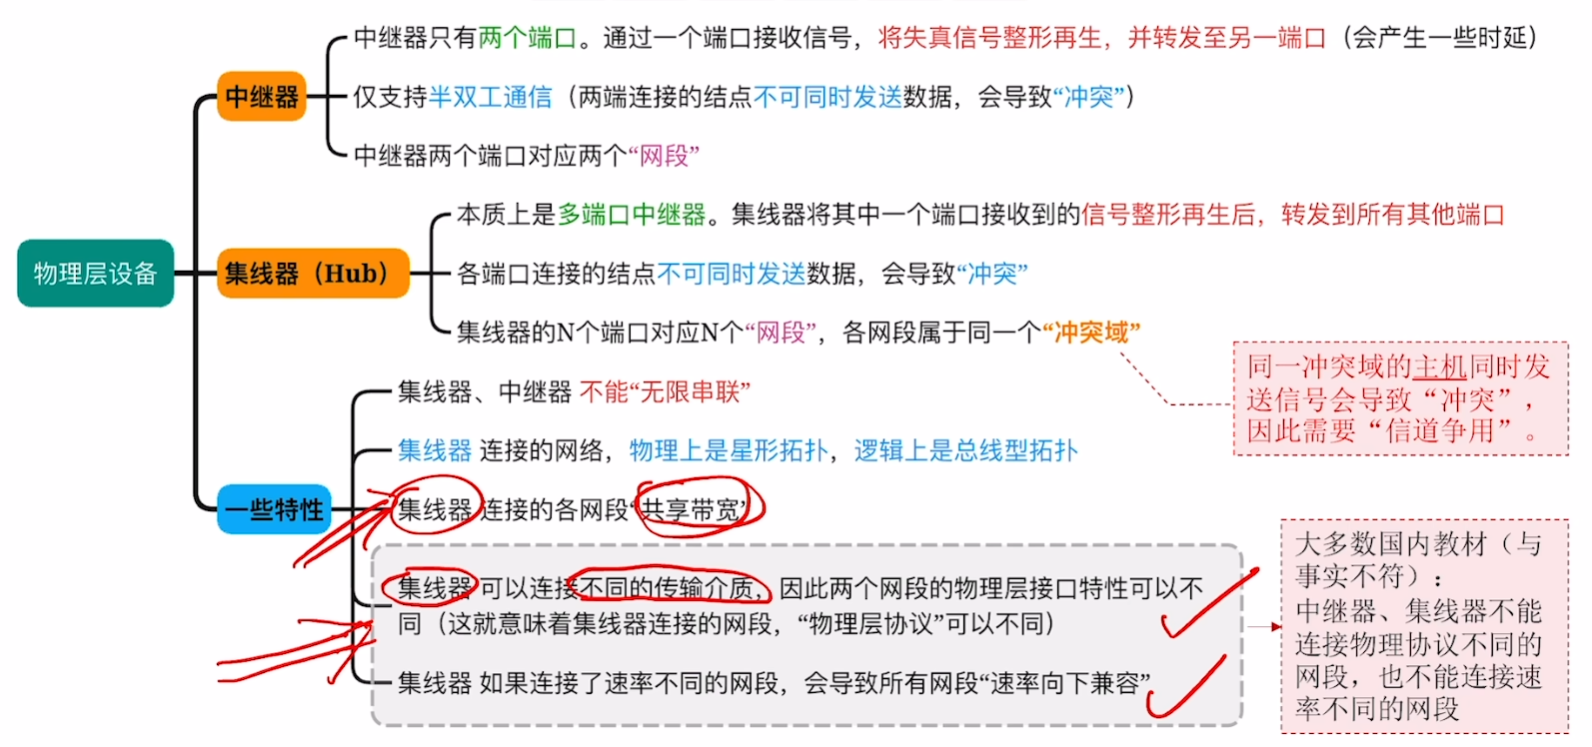 中继器只有两个端口。通过一个端口接收信号，将失真信号整形再生，并转发至另一端口（会产生一些时延）
中继器
仅支持半双工通信（两端连接的结点不可同时发送数据，会导致“冲突”）
中继器两个端口对应两个“网段”
本质上是多端口中继器。集线器将其中一个端口接收到的信号整形再生后，转发到所有其他端口
物理层设备
集线器（Hub）
各端口连接的结点不可同时发送数据，会导致“冲突”
集线器的N个端口对应N个“网段”，各网段属于同一个“冲突域”
同一冲突域的主机同时发
送信号会导致“冲突”，
因此需要“信道争用”。
集线器、中继器 不能“无限串联”
集线器 连接的网络，物理上是星形拓扑，逻辑上是总线型拓扑
一些特性
集线器 连接的各网段“共享带宽”
集线器 可以连接不同的传输介质，因此两个网段的物理层接口特性可以不
同（这就意味着集线器连接的网段，“物理层协议”可以不同）
集线器 如果连接了速率不同的网段，会导致所有网段“速率向下兼容”
大多数国内教材（与
事实不符）：
中继器、集线器不能
连接物理协议不同的
网段，也不能连接速
率不同的网段